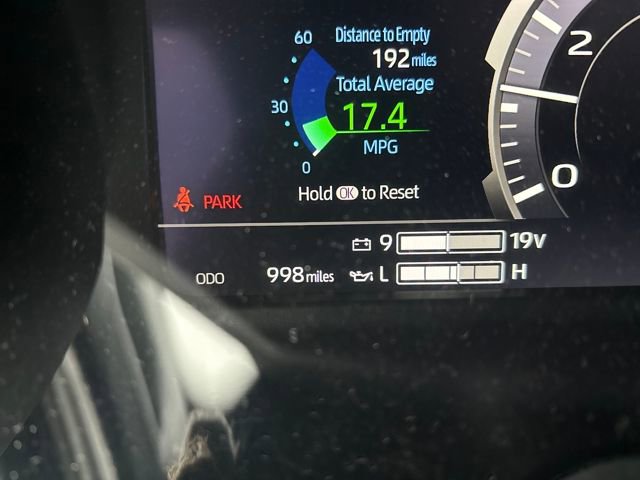 60
Distance to Empty
192 miles
Total Average
30
17.4
MPG
0
Hold OK to Reset
2
0
PARK
9 19V
ODO 998 miles L H